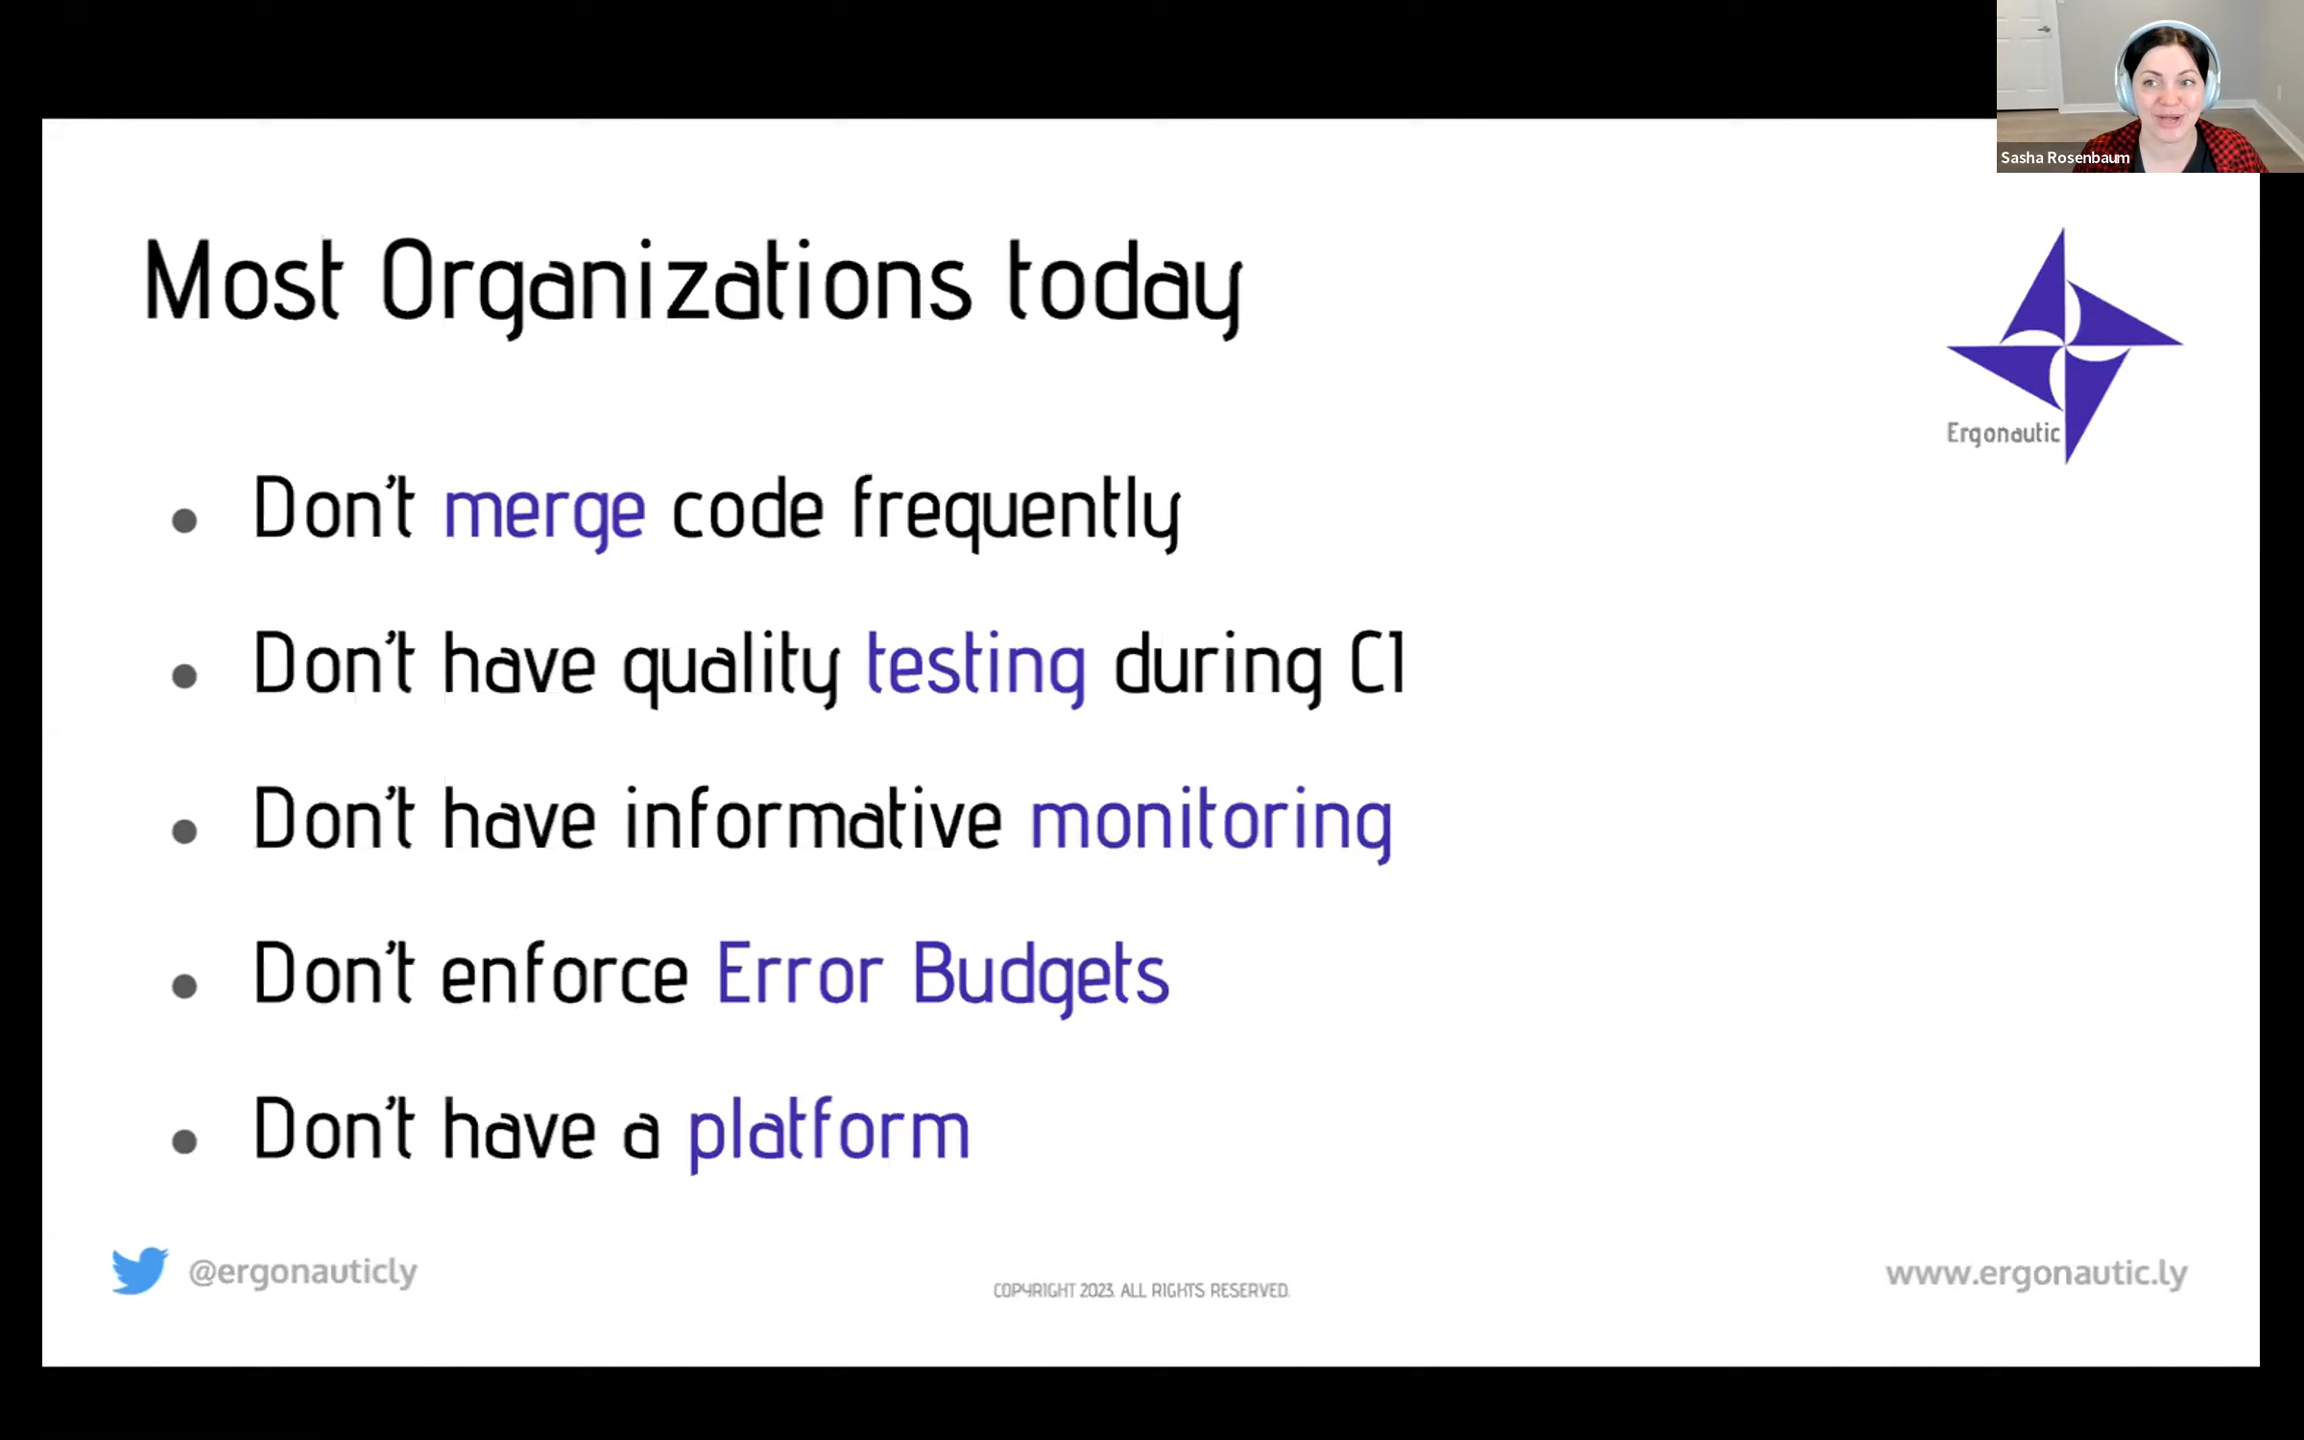 Sasha Rosenbaum
Most Organizations today
Ergonautic
Don't merge code frequently
Don't have quality testing during CI
Don't have informative monitoring
Don't enforce Error Budgets
Don't have a platform
@ergonauticly
COPYRIGHT 2023. ALL RIGHTS RESERVED.
www.ergonautic.ly